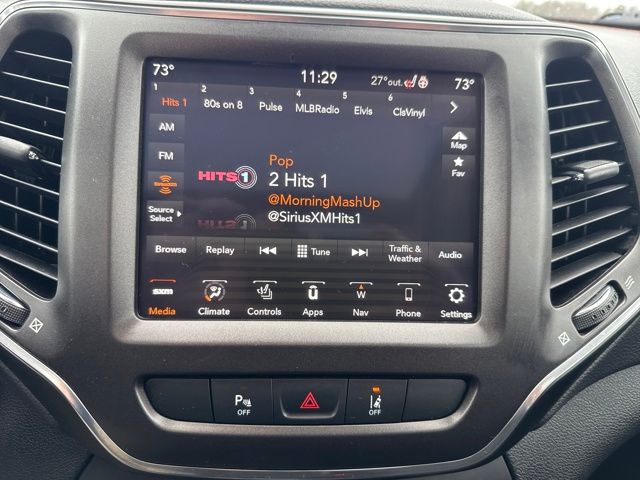 73° 11:29 27°out. 73°
1 2 3 4 5 6
Hits 1 80s on 8 Pulse MLBRadio Elvis ClsVinyl
AM
FM
SiriusXM
Source Select
HITS1
Pop
2 Hits 1
@MorningMashUp
@SiriusXMHits1
Map
Fav
Browse Replay Tune Traffic & Weather Audio
sxm
Media Climate Controls Apps W Nav Phone Settings
P OFF OFF